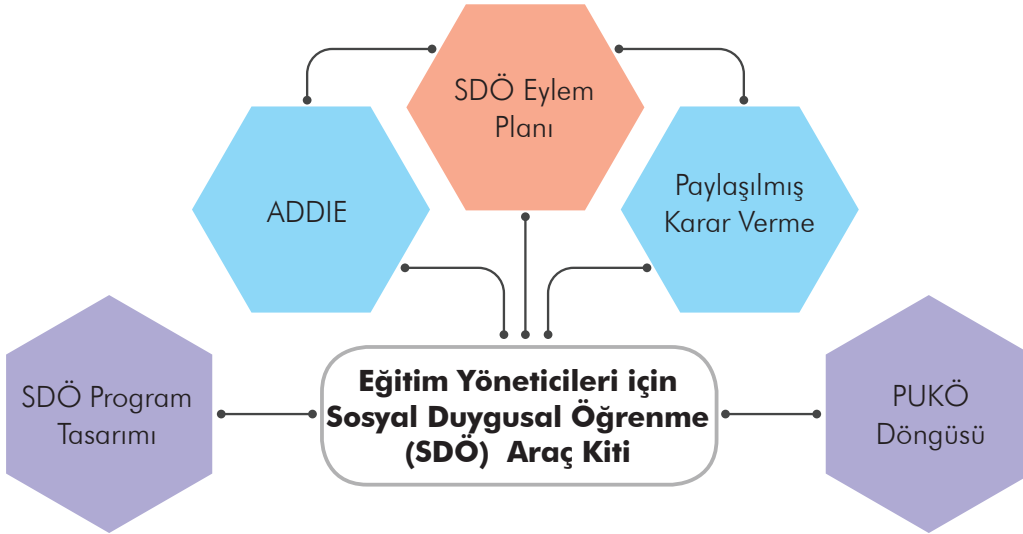 SDÖ Eylem
Planı
ADDIE
Paylaşılmış
Karar Verme
SDÖ Program
Tasarımı
Eğitim Yöneticileri için
Sosyal Duygusal Öğrenme
(SDÖ) Araç Kiti
PUKÖ
Döngüsü